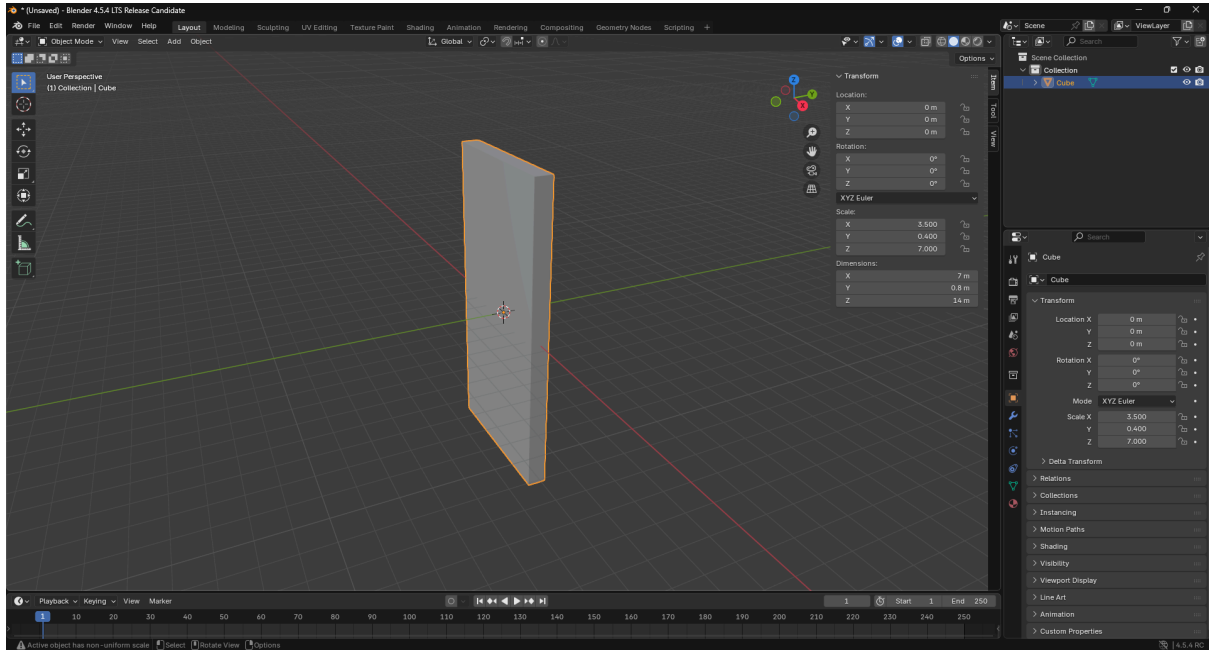 * (Unsaved) - Blender 4.5.4 LTS Release Candidate
File Edit Render Window Help Layout Modeling Sculpting UV Editing Texture Paint Shading Animation Rendering Compositing Geometry Nodes Scripting + Scene ViewLayer
Object Mode View Select Add Object Global Search
Options
User Perspective
(1) Collection | Cube
Z
Y
X
Transform
Location:
X 0 m
Y 0 m
Z 0 m
Rotation:
X 0°
Y 0°
Z 0°
XYZ Euler
Scale:
X 3.500
Y 0.400
Z 7.000
Dimensions:
X 7 m
Y 0.8 m
Z 14 m
Item
Tool
View
Scene Collection
Collection
Cube
Search
Cube
Cube
Transform
Location X 0 m
Y 0 m
Z 0 m
Rotation X 0°
Y 0°
Z 0°
Mode XYZ Euler
Scale X 3.500
Y 0.400
Z 7.000
Delta Transform
Relations
Collections
Instancing
Motion Paths
Shading
Visibility
Viewport Display
Line Art
Animation
Custom Properties
Playback Keying View Marker 1 Start 1 End 250
1 10 20 30 40 50 60 70 80 90 100 110 120 130 140 150 160 170 180 190 200 210 220 230 240 250
Active object has non-uniform scale Select Rotate View Options 4.5.4 RC